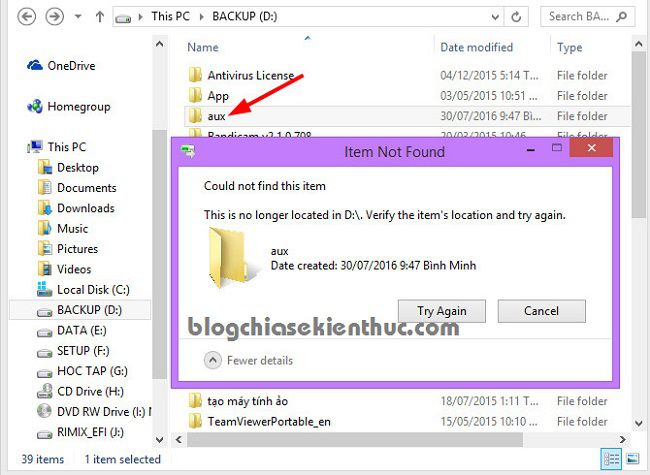 This PC BACKUP (D:)
Search BA...
Name Date modified Type
OneDrive
Homegroup
This PC
Desktop
Documents
Downloads
Music
Pictures
Videos
Local Disk (C:)
BACKUP (D:)
DATA (E:)
SETUP (F:)
HOC TAP (G:)
CD Drive (H:)
DVD RW Drive (I:) N
RIMIX_EFI (J:)
Antivirus License 04/12/2015 5:14 T... File folder
App 03/05/2015 10:51 ... File folder
aux 30/07/2016 9:47 Bì... File folder
Bandicam v2.1.0.708 20/03/2015 10:46 File folder
Item Not Found
Could not find this item
This is no longer located in D:\. Verify the item's location and try again.
aux
Date created: 30/07/2016 9:47 Bình Minh
Try Again Cancel
blogchiasekienthuc.com
Fewer details
tạo máy tính ảo 18/07/2015 1:11 T... File folder
TeamViewerPortable_en 15/05/2015 10:10 ... File folder
39 items 1 item selected